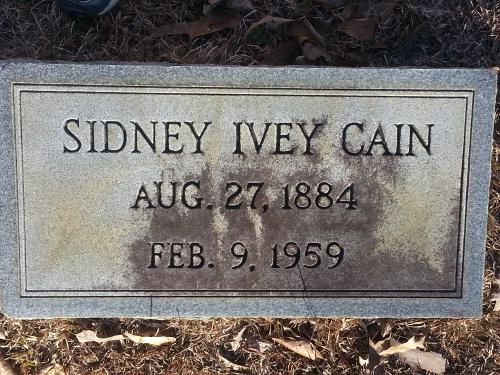 SIDNEY IVEY CAIN
AUG. 27, 1884
FEB. 9, 1959